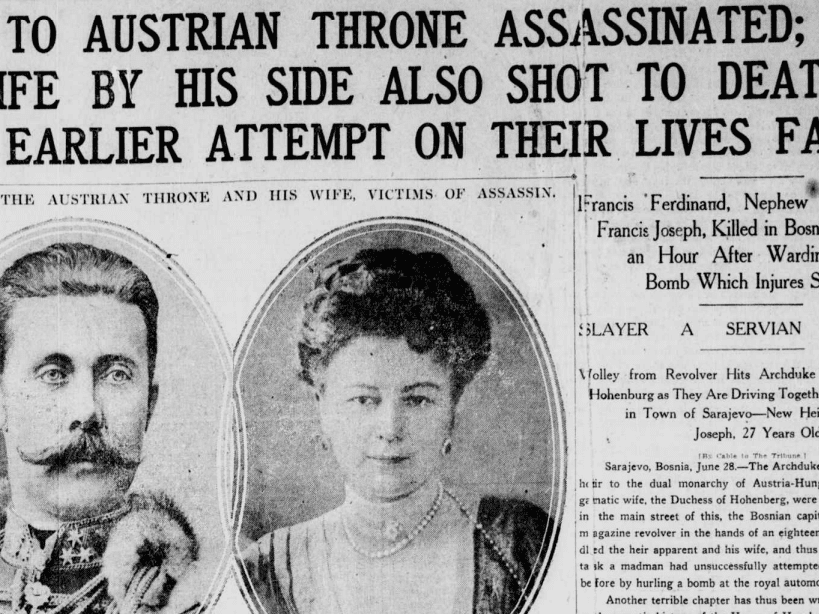 TO AUSTRIAN THRONE ASSASSINATED;
IFE BY HIS SIDE ALSO SHOT TO DEAT
EARLIER ATTEMPT ON THEIR LIVES FA
THE AUSTRIAN THRONE AND HIS WIFE, VICTIMS OF ASSASSIN.
Francis Ferdinand, Nephew
Francis Joseph, Killed in Bosn
an Hour After Wardin
Bomb Which Injures S
SLAYER A SERVIAN
Volley from Revolver Hits Archduke
Hohenburg as They Are Driving Togeth
in Town of Sarajevo—New Hei
Joseph, 27 Years Old
[By Cable to The Tribune.]
Sarajevo, Bosnia, June 28.—The Archduke
heir to the dual monarchy of Austria-Hung
gmatic wife, the Duchess of Hohenberg, were
in the main street of this, the Bosnian capit
magazine revolver in the hands of an eighteen
dled the heir apparent and his wife, and thus
task a madman had unsuccessfully attempte
before by hurling a bomb at the royal automo
Another terrible chapter has thus been w